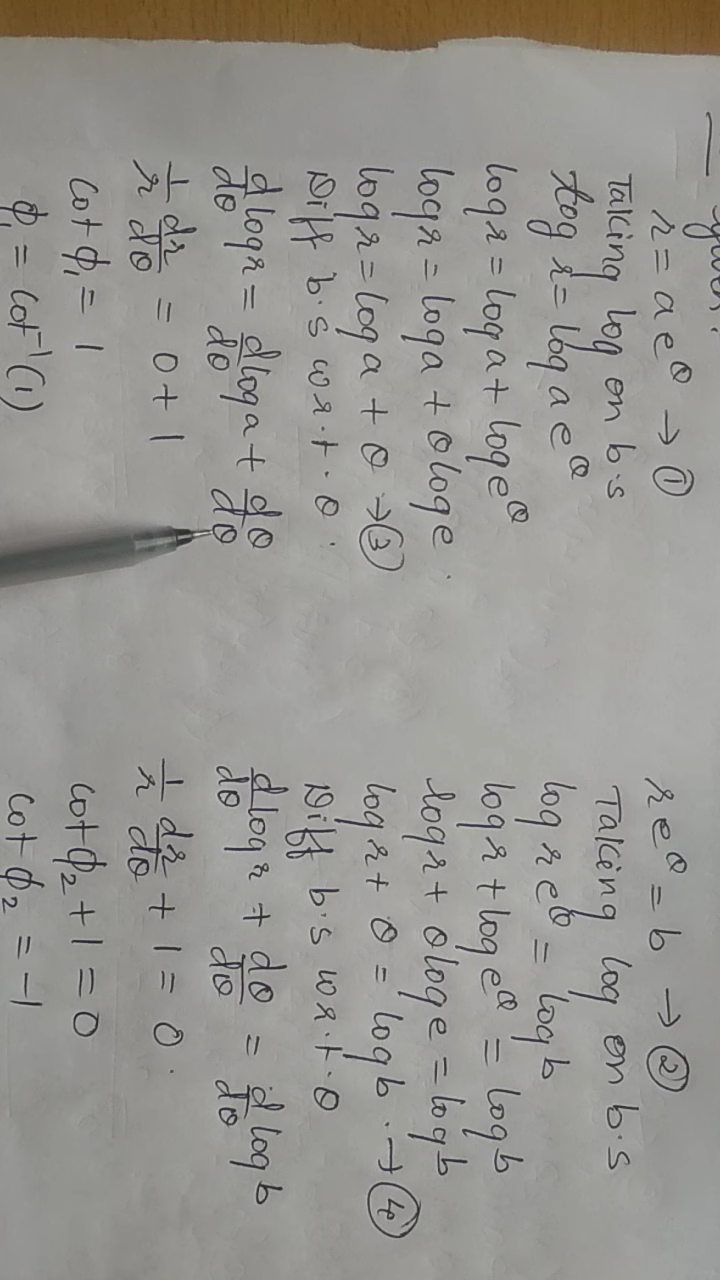 Given:
r = a e^θ → ①
Taking log on b.s
log r = log a e^θ
log r = log a + log e^θ
log r = log a + θ log e.
log r = log a + θ → ③
Diff b.s w.r.t. θ.
d/dθ log r = d/dθ log a + dθ/dθ
1/r dr/dθ = 0 + 1
cot φ₁ = 1
φ₁ = cot⁻¹(1)
r e^θ = b → ②
Taking log on b.s
log r e^θ = log b
log r + log e^θ = log b
log r + θ log e = log b
log r + θ = log b. → ④
Diff b.s w.r.t. θ
d/dθ log r + dθ/dθ = d/dθ log b
1/r dr/dθ + 1 = 0.
cot φ₂ + 1 = 0
cot φ₂ = -1